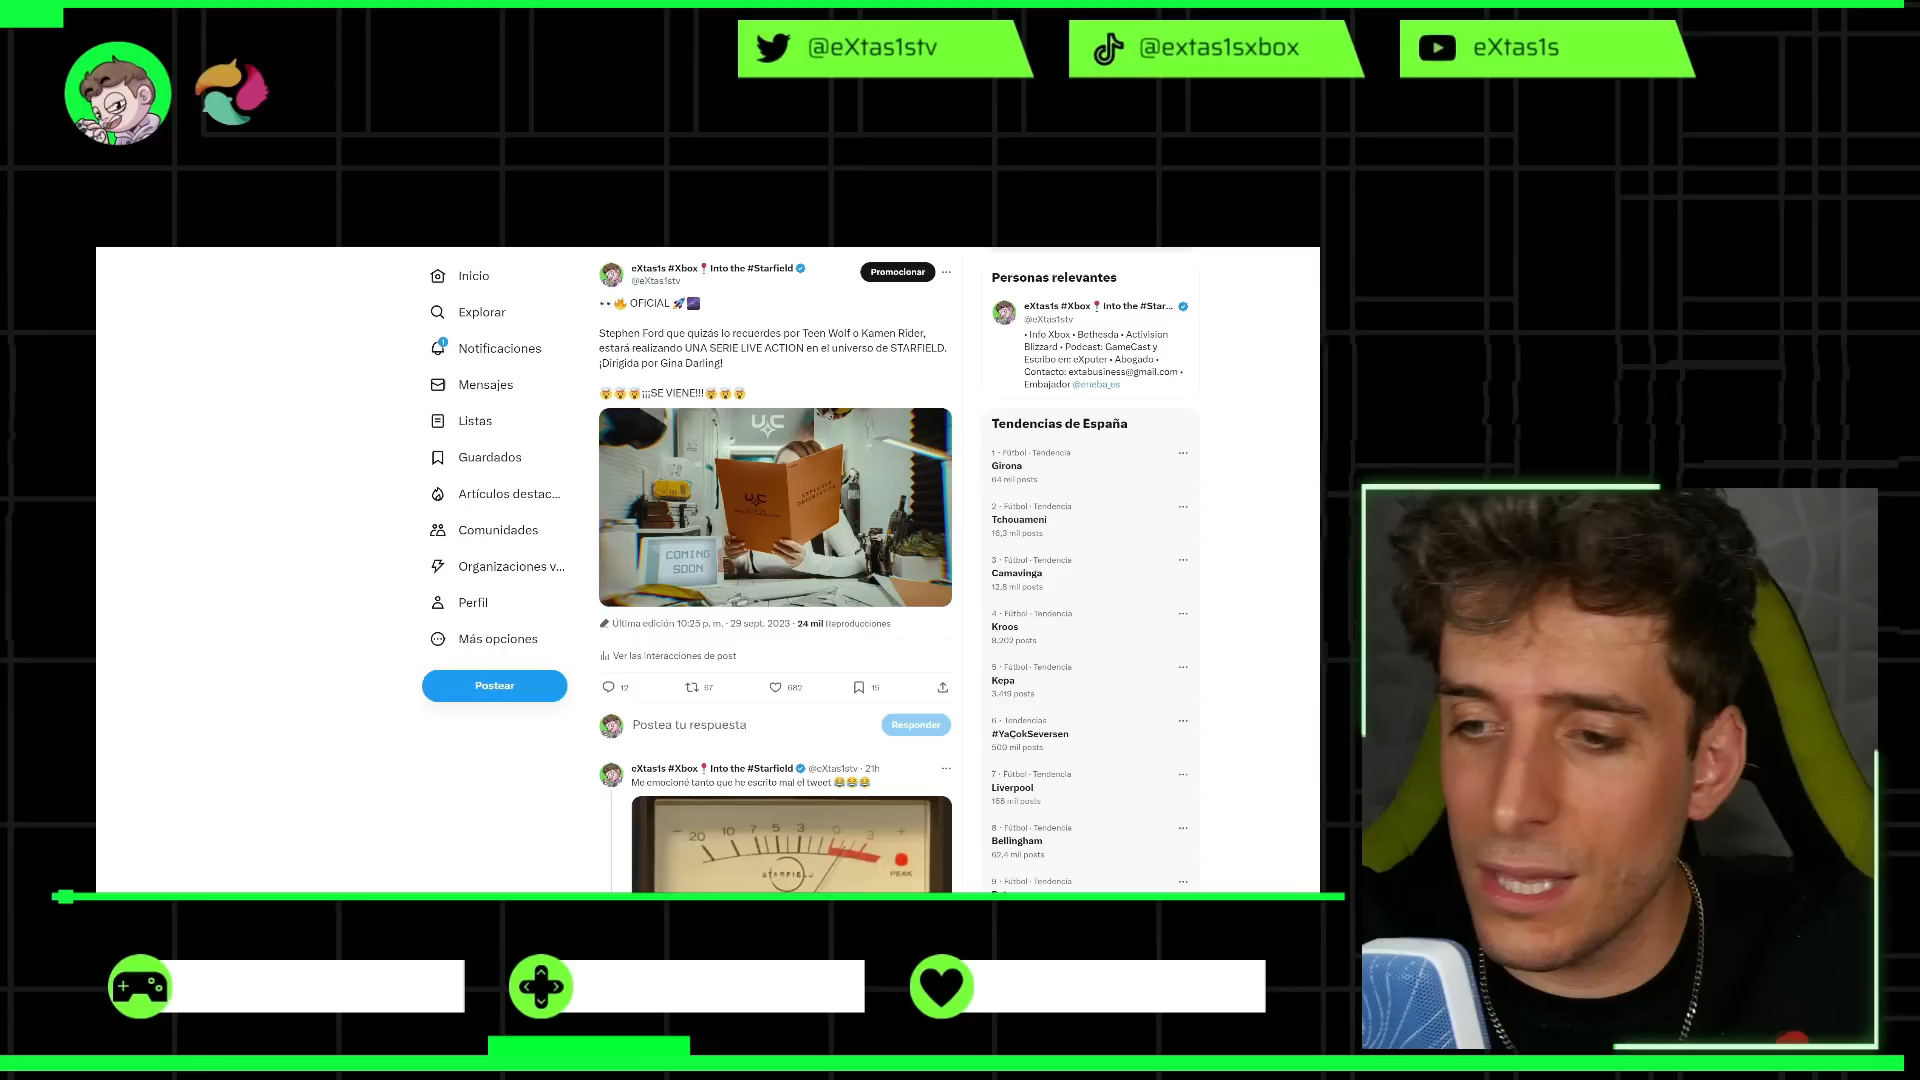 @eXtas1stv
@extas1sxbox
eXtas1s
Inicio
Explorar
1
Notificaciones
Mensajes
Listas
Guardados
Artículos destac...
Comunidades
Organizaciones v...
Perfil
Más opciones
Postear
eXtas1s #Xbox📍Into the #Starfield
@eXtas1stv
Promocionar
👀🔥 OFICIAL 🚀🌌
Stephen Ford que quizás lo recuerdes por Teen Wolf o Kamen Rider,
estará realizando UNA SERIE LIVE ACTION en el universo de STARFIELD.
¡Dirigida por Gina Darling!
🤯🤯🤯¡¡¡SE VIENE!!!🤯🤯🤯
UC
UC
EXPLORER
ORIENTATION
COMING
SOON
Última edición 10:25 p. m. · 29 sept. 2023 · 24 mil Reproducciones
Ver las interacciones de post
12
67
682
15
Postea tu respuesta
Responder
eXtas1s #Xbox📍Into the #Starfield @eXtas1stv · 21h
Me emocioné tanto que he escrito mal el tweet 😂😂😂
- 20 10 7 5 3 0 3 +
STARFIELD
PEAK
Personas relevantes
eXtas1s #Xbox📍Into the #Star...
@eXtas1stv
• Info Xbox • Bethesda • Activision
Blizzard • Podcast: GameCast y
Escribo en: eXputer • Abogado •
Contacto: extabusiness@gmail.com •
Embajador @eneba_es
Tendencias de España
1 · Fútbol · Tendencia
Girona
64 mil posts
2 · Fútbol · Tendencia
Tchouameni
16,3 mil posts
3 · Fútbol · Tendencia
Camavinga
12,8 mil posts
4 · Fútbol · Tendencia
Kroos
8.202 posts
5 · Fútbol · Tendencia
Kepa
3.419 posts
6 · Tendencias
#YaÇokSeversen
500 mil posts
7 · Fútbol · Tendencia
Liverpool
168 mil posts
8 · Fútbol · Tendencia
Bellingham
62,4 mil posts
9 · Fútbol · Tendencia